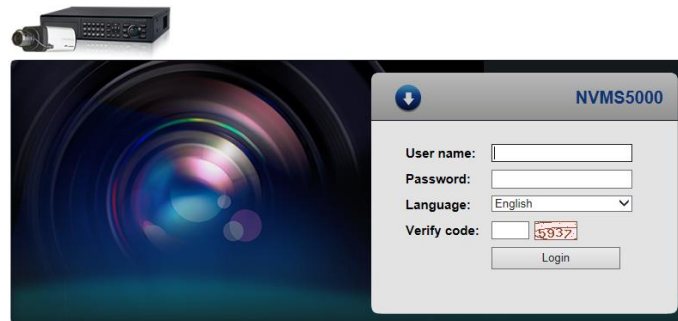 NVMS5000
User name:
Password:
Language: English
Verify code: 5937
Login